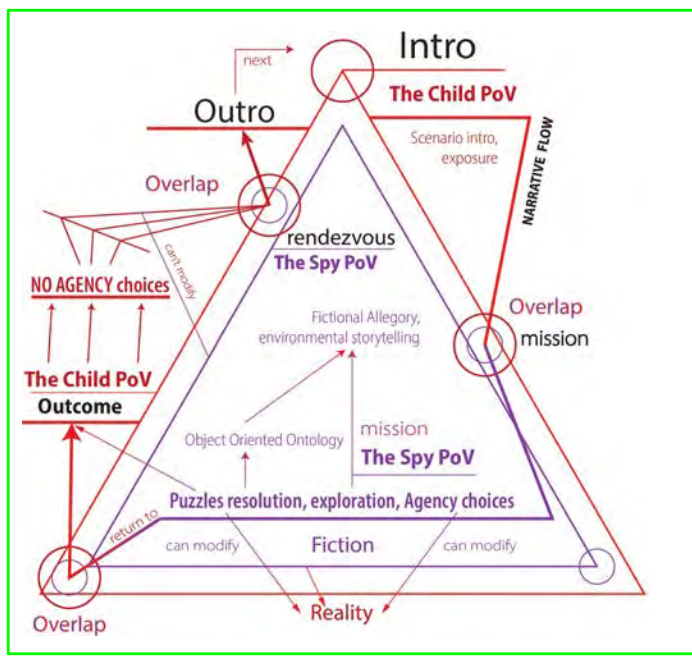 Intro
next
The Child PoV
Outro
Scenario intro,
exposure
NARRATIVE FLOW
Overlap
rendezvous
The Spy PoV
can't modify
NO AGENCY choices
Overlap
mission
Fictional Allegory,
environmental storytelling
The Child PoV
Outcome
mission
Object Oriented Ontology
The Spy PoV
Puzzles resolution, exploration, Agency choices
return to
can modify
Fiction
can modify
Reality
Overlap